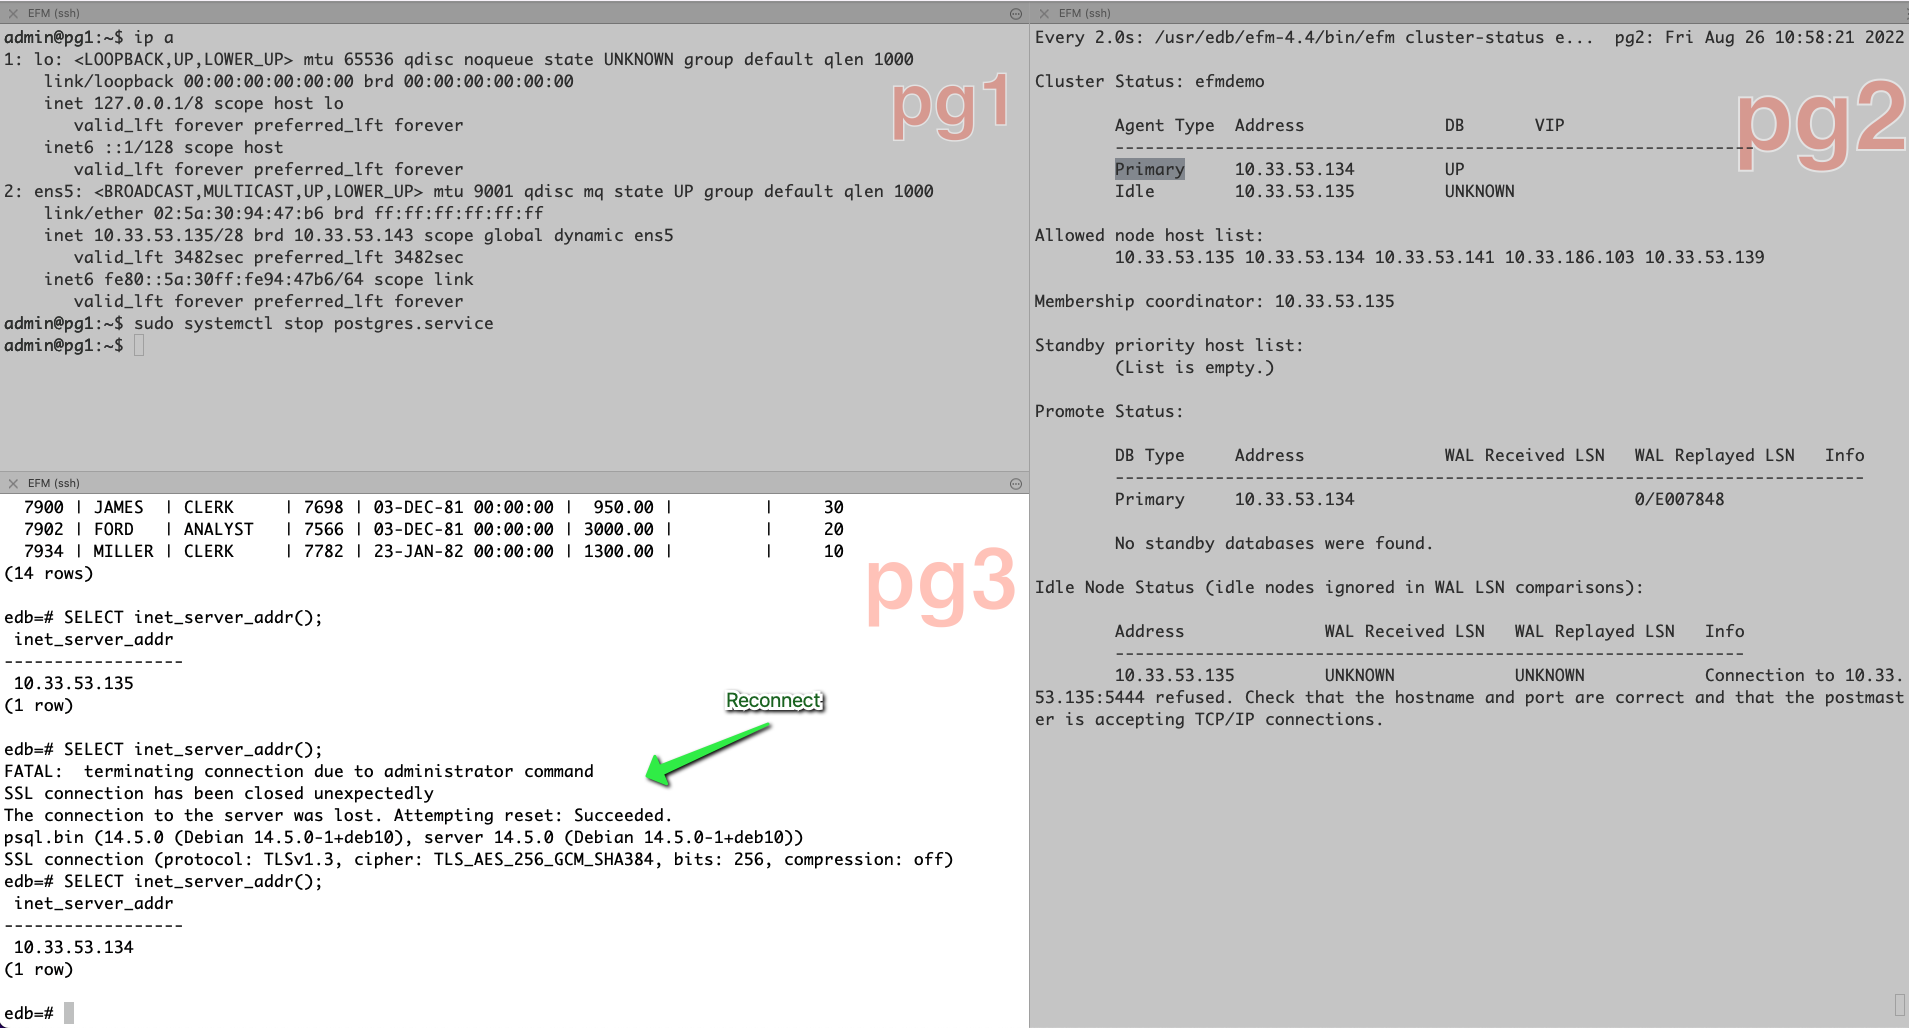 EFM (ssh)
admin@pg1:~$ ip a
1: lo: <LOOPBACK,UP,LOWER_UP> mtu 65536 qdisc noqueue state UNKNOWN group default qlen 1000
    link/loopback 00:00:00:00:00:00 brd 00:00:00:00:00:00
    inet 127.0.0.1/8 scope host lo
       valid_lft forever preferred_lft forever
    inet6 ::1/128 scope host
       valid_lft forever preferred_lft forever
2: ens5: <BROADCAST,MULTICAST,UP,LOWER_UP> mtu 9001 qdisc mq state UP group default qlen 1000
    link/ether 02:5a:30:94:47:b6 brd ff:ff:ff:ff:ff:ff
    inet 10.33.53.135/28 brd 10.33.53.143 scope global dynamic ens5
       valid_lft 3482sec preferred_lft 3482sec
    inet6 fe80::5a:30ff:fe94:47b6/64 scope link
       valid_lft forever preferred_lft forever
admin@pg1:~$ sudo systemctl stop postgres.service
admin@pg1:~$
pg1
EFM (ssh)
  7900 | JAMES  | CLERK     | 7698 | 03-DEC-81 00:00:00 |  950.00 |         |     30
  7902 | FORD   | ANALYST   | 7566 | 03-DEC-81 00:00:00 | 3000.00 |         |     20
  7934 | MILLER | CLERK     | 7782 | 23-JAN-82 00:00:00 | 1300.00 |         |     10
(14 rows)
pg3
edb=# SELECT inet_server_addr();
 inet_server_addr
------------------
 10.33.53.135
(1 row)
Reconnect
edb=# SELECT inet_server_addr();
FATAL:  terminating connection due to administrator command
SSL connection has been closed unexpectedly
The connection to the server was lost. Attempting reset: Succeeded.
psql.bin (14.5.0 (Debian 14.5.0-1+deb10), server 14.5.0 (Debian 14.5.0-1+deb10))
SSL connection (protocol: TLSv1.3, cipher: TLS_AES_256_GCM_SHA384, bits: 256, compression: off)
edb=# SELECT inet_server_addr();
 inet_server_addr
------------------
 10.33.53.134
(1 row)
edb=#
EFM (ssh)
Every 2.0s: /usr/edb/efm-4.4/bin/efm cluster-status e...  pg2: Fri Aug 26 10:58:21 2022
Cluster Status: efmdemo
pg2
        Agent Type  Address              DB       VIP
        ----------------------------------------------------------------
        Primary     10.33.53.134         UP
        Idle        10.33.53.135         UNKNOWN
Allowed node host list:
        10.33.53.135 10.33.53.134 10.33.53.141 10.33.186.103 10.33.53.139
Membership coordinator: 10.33.53.135
Standby priority host list:
        (List is empty.)
Promote Status:
        DB Type     Address              WAL Received LSN   WAL Replayed LSN   Info
        ---------------------------------------------------------------------------
        Primary     10.33.53.134                            0/E007848
        No standby databases were found.
Idle Node Status (idle nodes ignored in WAL LSN comparisons):
        Address              WAL Received LSN   WAL Replayed LSN   Info
        ---------------------------------------------------------------
        10.33.53.135         UNKNOWN            UNKNOWN            Connection to 10.33.
53.135:5444 refused. Check that the hostname and port are correct and that the postmast
er is accepting TCP/IP connections.